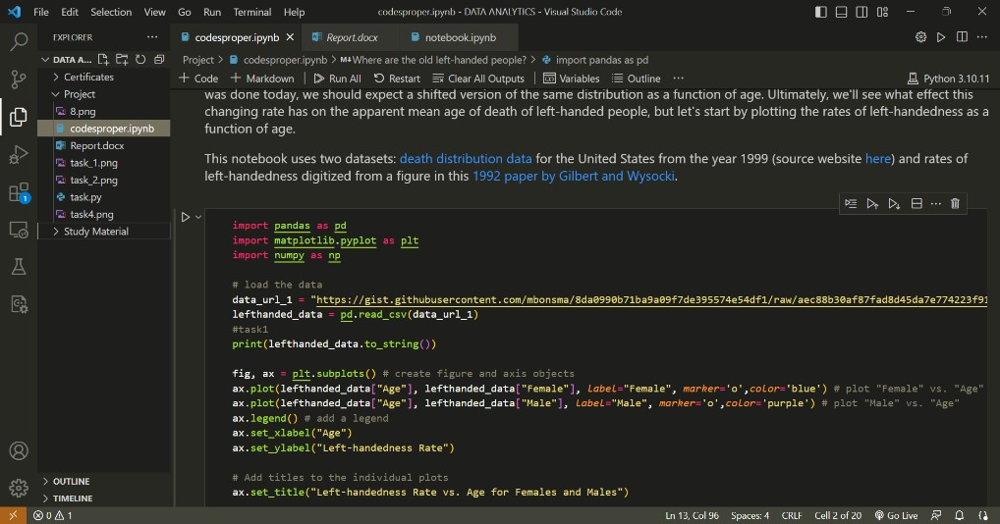 File Edit Selection View Go Run Terminal Help codesproper.ipynb - DATA ANALYTICS - Visual Studio Code
EXPLORER ···
DATA A...
Certificates
Project
8.png
codesproper.ipynb
Report.docx
task_1.png
task_2.png
task.py
task4.png
Study Material
OUTLINE
TIMELINE
1
codesproper.ipynb Report.docx notebook.ipynb
Project > codesproper.ipynb > M↓Where are the old left-handed people? > import pandas as pd
+ Code + Markdown Run All Restart Clear All Outputs Variables Outline ··· Python 3.10.11
was done today, we should expect a shifted version of the same distribution as a function of age. Ultimately, we'll see what effect this
changing rate has on the apparent mean age of death of left-handed people, but let's start by plotting the rates of left-handedness as a
function of age.
This notebook uses two datasets: death distribution data for the United States from the year 1999 (source website here) and rates of
left-handedness digitized from a figure in this 1992 paper by Gilbert and Wysocki.
import pandas as pd
import matplotlib.pyplot as plt
import numpy as np
# load the data
data_url_1 = "https://gist.githubusercontent.com/mbonsma/8da0990b71ba9a09f7de395574e54df1/raw/aec88b30af87fad8d45da7e774223f91
lefthanded_data = pd.read_csv(data_url_1)
#task1
print(lefthanded_data.to_string())
fig, ax = plt.subplots() # create figure and axis objects
ax.plot(lefthanded_data["Age"], lefthanded_data["Female"], label="Female", marker='o',color='blue') # plot "Female" vs. "Age"
ax.plot(lefthanded_data["Age"], lefthanded_data["Male"], label="Male", marker='o',color='purple') # plot "Male" vs. "Age"
ax.legend() # add a legend
ax.set_xlabel("Age")
ax.set_ylabel("Left-handedness Rate")
# Add titles to the individual plots
ax.set_title("Left-handedness Rate vs. Age for Females and Males")
0 1 Ln 13, Col 96 Spaces: 4 CRLF Cell 2 of 20 Go Live